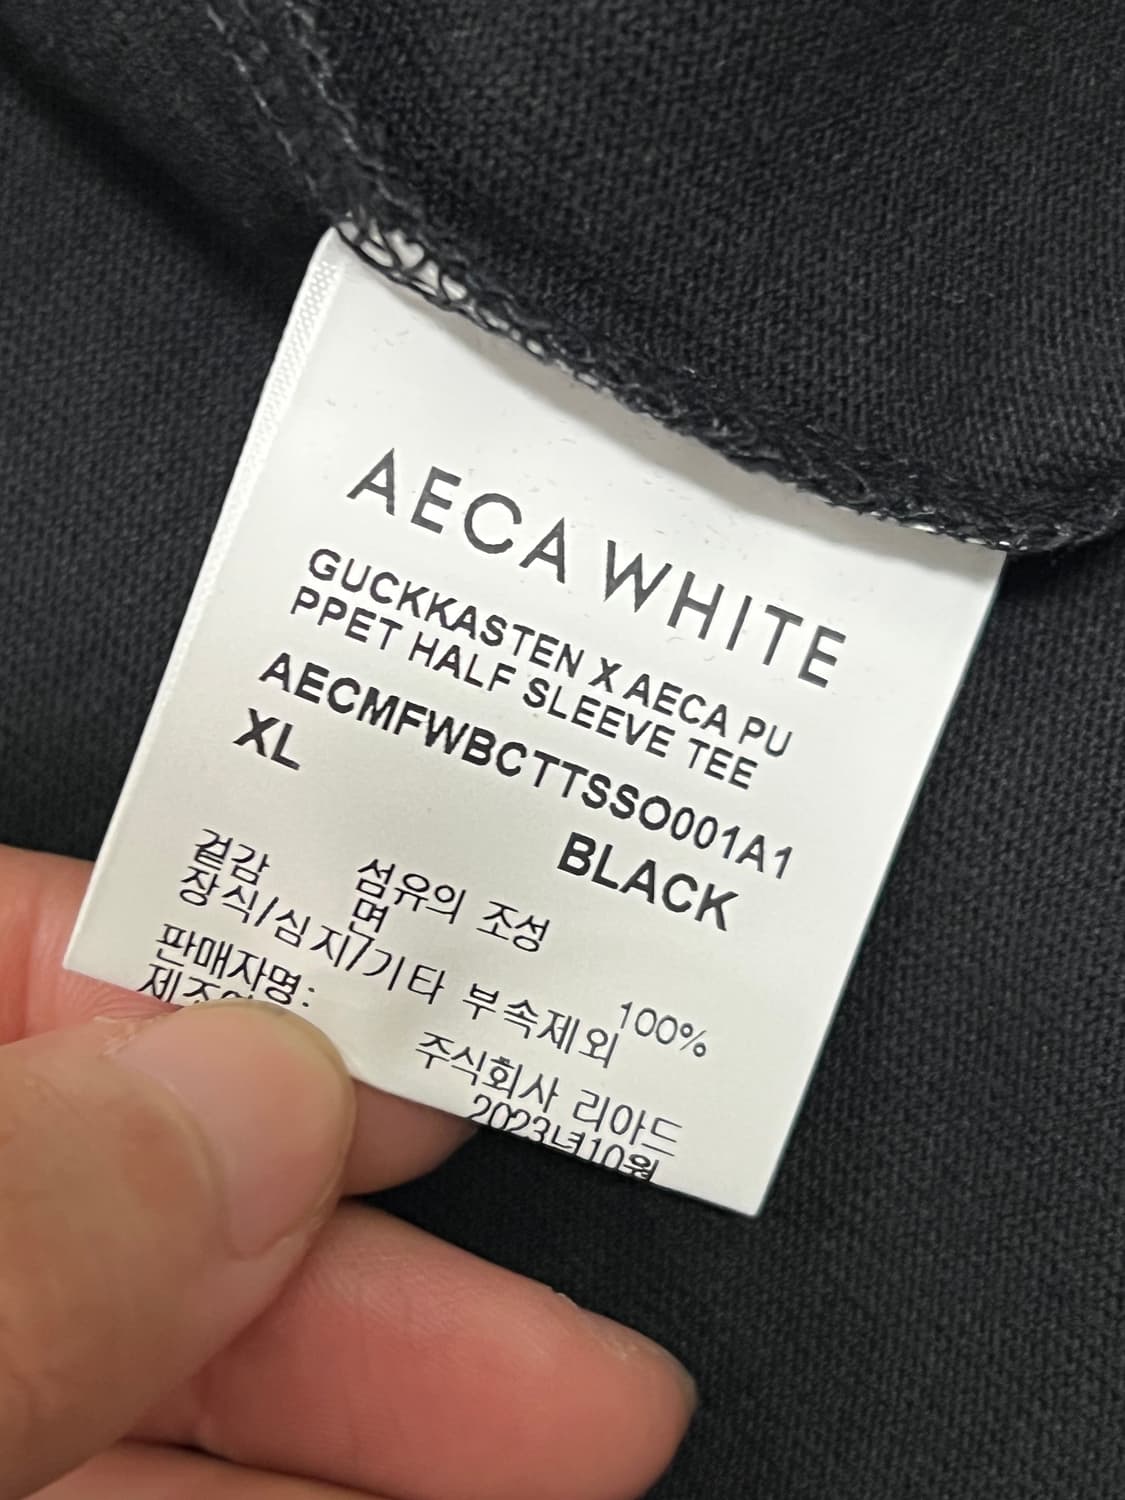 AECA WHITE
GUCKKASTEN X AECA PU
PPET HALF SLEEVE TEE
AECMFWBCTTSSO001A1
XL
BLACK
섬유의 조성
겉감 면 100%
장식/심지/기타 부속제외
판매자명: 주식회사 리아드
제조 2023년10월